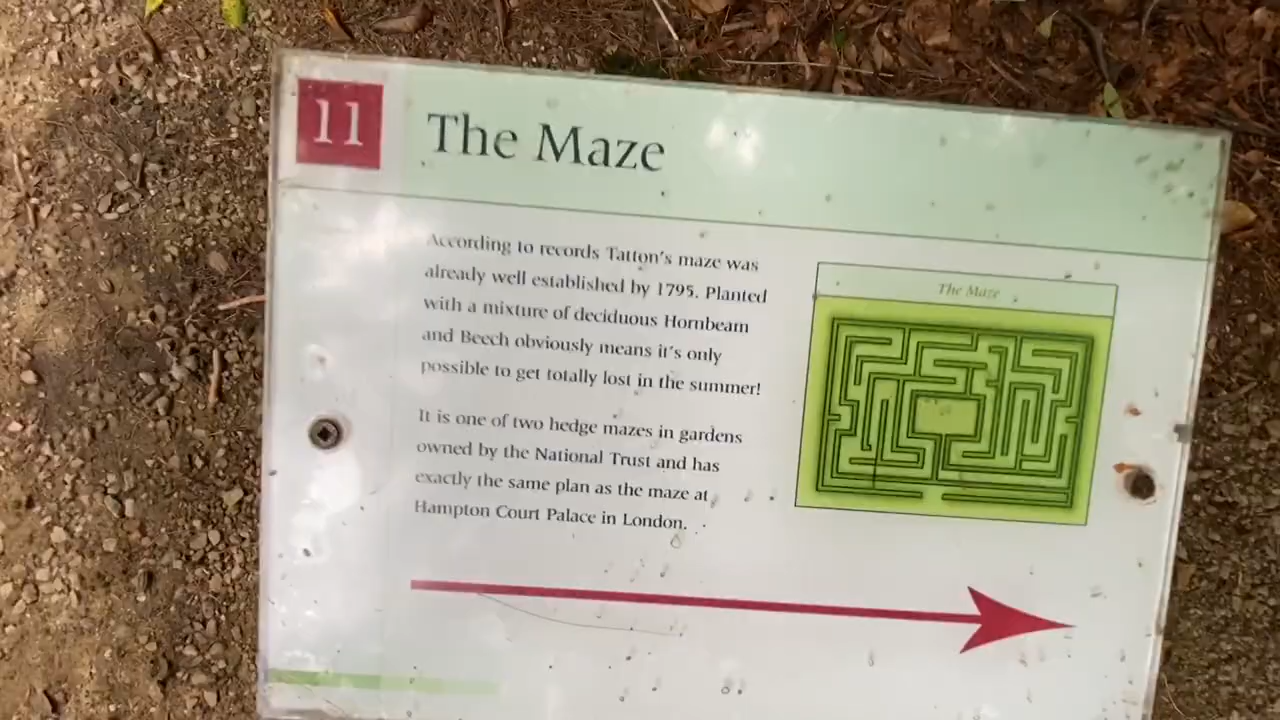 11
The Maze
According to records Tatton's maze was
already well established by 1795. Planted
with a mixture of deciduous Hornbeam
and Beech obviously means it's only
possible to get totally lost in the summer!
It is one of two hedge mazes in gardens
owned by the National Trust and has
exactly the same plan as the maze at
Hampton Court Palace in London.
The Maze